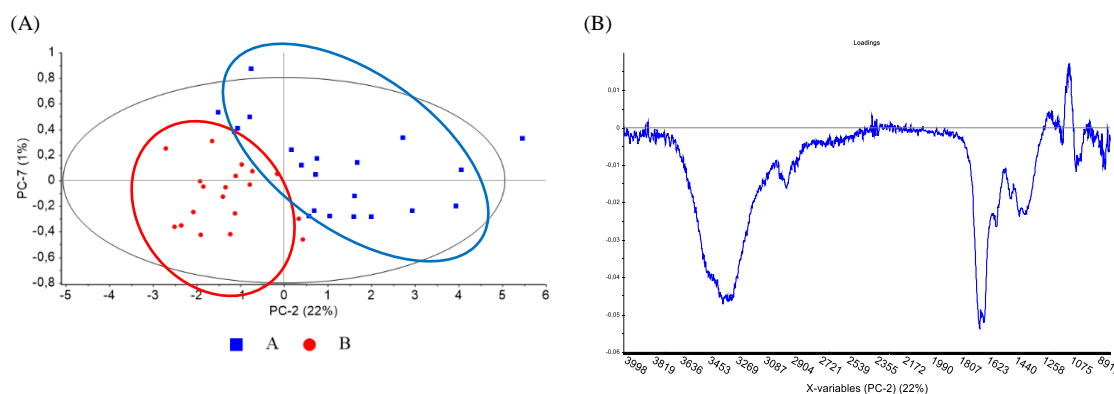 (A)
(B)
Loadings
PC-7 (1%)
1
0,8
0,6
0,4
0,2
0
-0,2
-0,4
-0,6
-0,8
-5 -4 -3 -2 -1 0 1 2 3 4 5 6
PC-2 (22%)
A B
0,01
0
-0,01
-0,02
-0,03
-0,04
-0,05
-0,06
3998 3819 3636 3453 3269 3087 2904 2721 2539 2355 2172 1990 1807 1623 1440 1258 1075 891,
X-variables (PC-2) (22%)